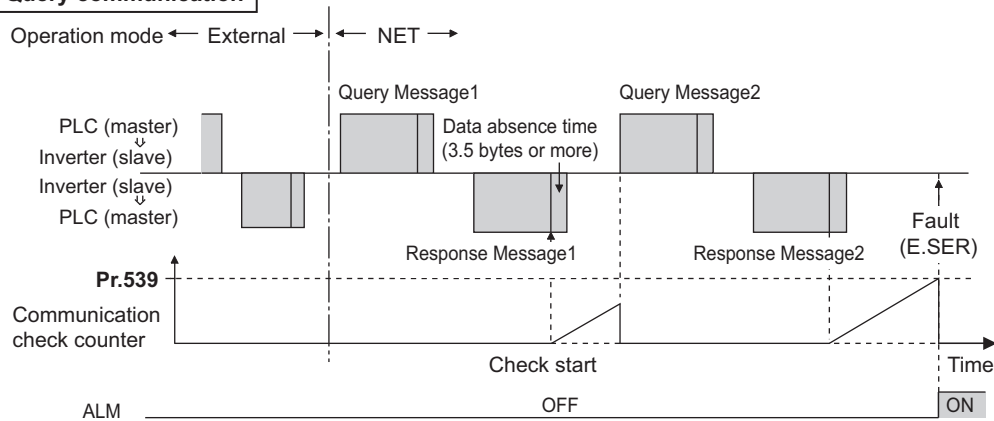 Query communication
Operation mode External NET
Query Message1 Query Message2
PLC (master)
Inverter (slave)
Data absence time
(3.5 bytes or more)
Inverter (slave)
PLC (master)
Fault
(E.SER)
Response Message1 Response Message2
Pr.539
Communication
check counter
Check start
Time
ALM OFF ON